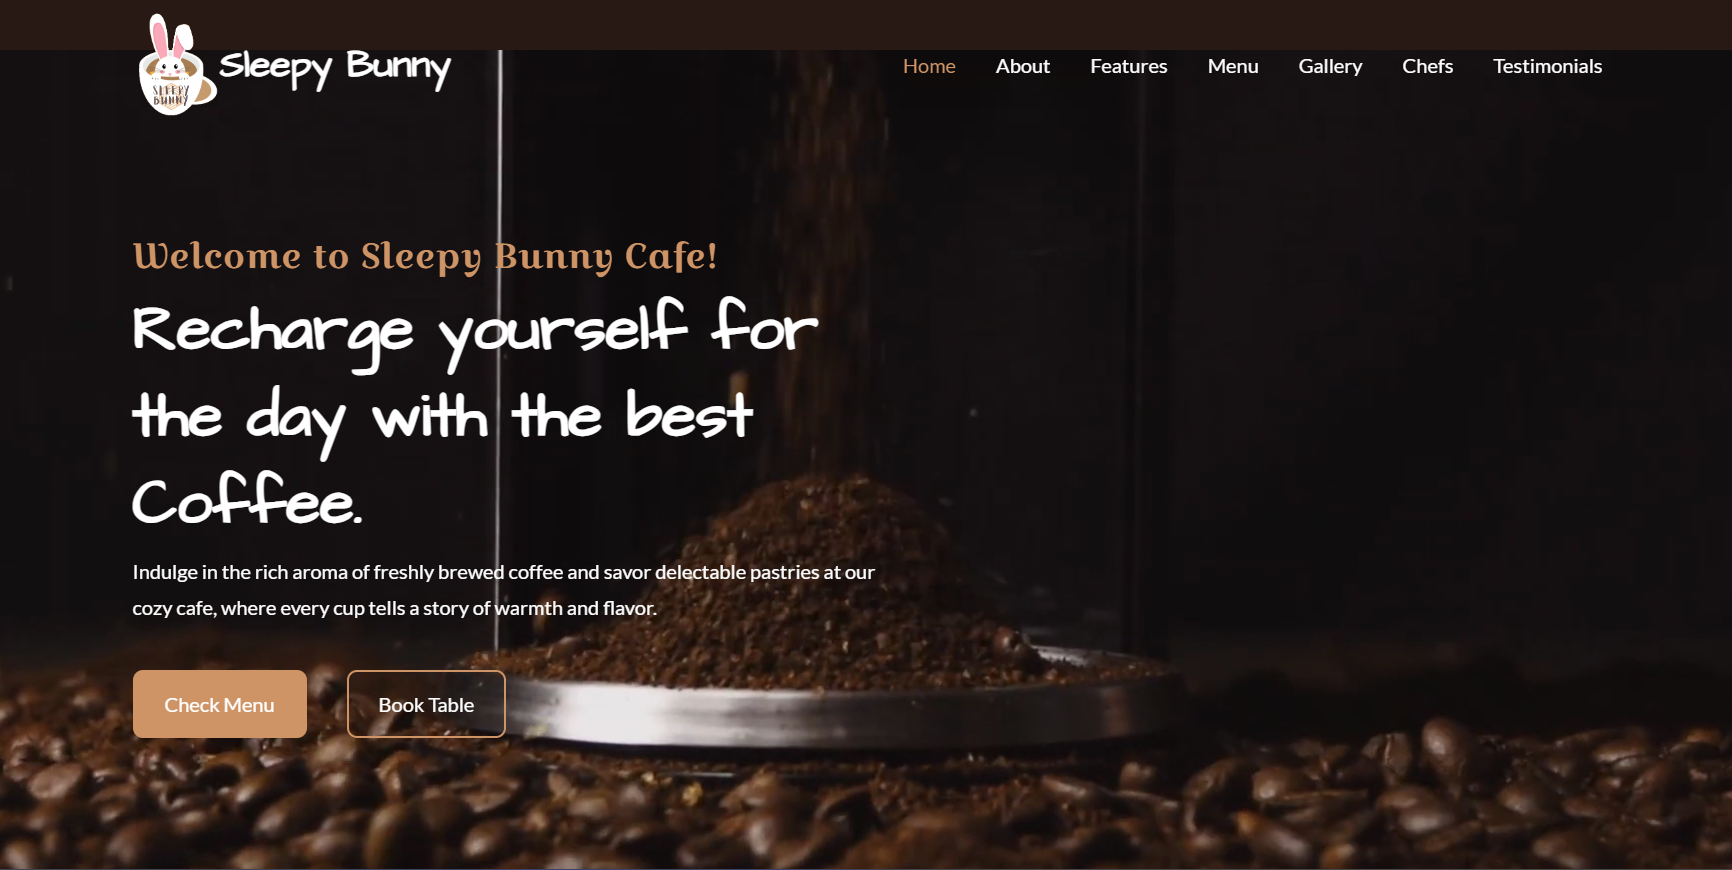 SLEEPY
BUNNY
Sleepy Bunny
Home About Features Menu Gallery Chefs Testimonials
Welcome to Sleepy Bunny Cafe!
Recharge yourself for
the day with the best
Coffee.
Indulge in the rich aroma of freshly brewed coffee and savor delectable pastries at our
cozy cafe, where every cup tells a story of warmth and flavor.
Check Menu Book Table